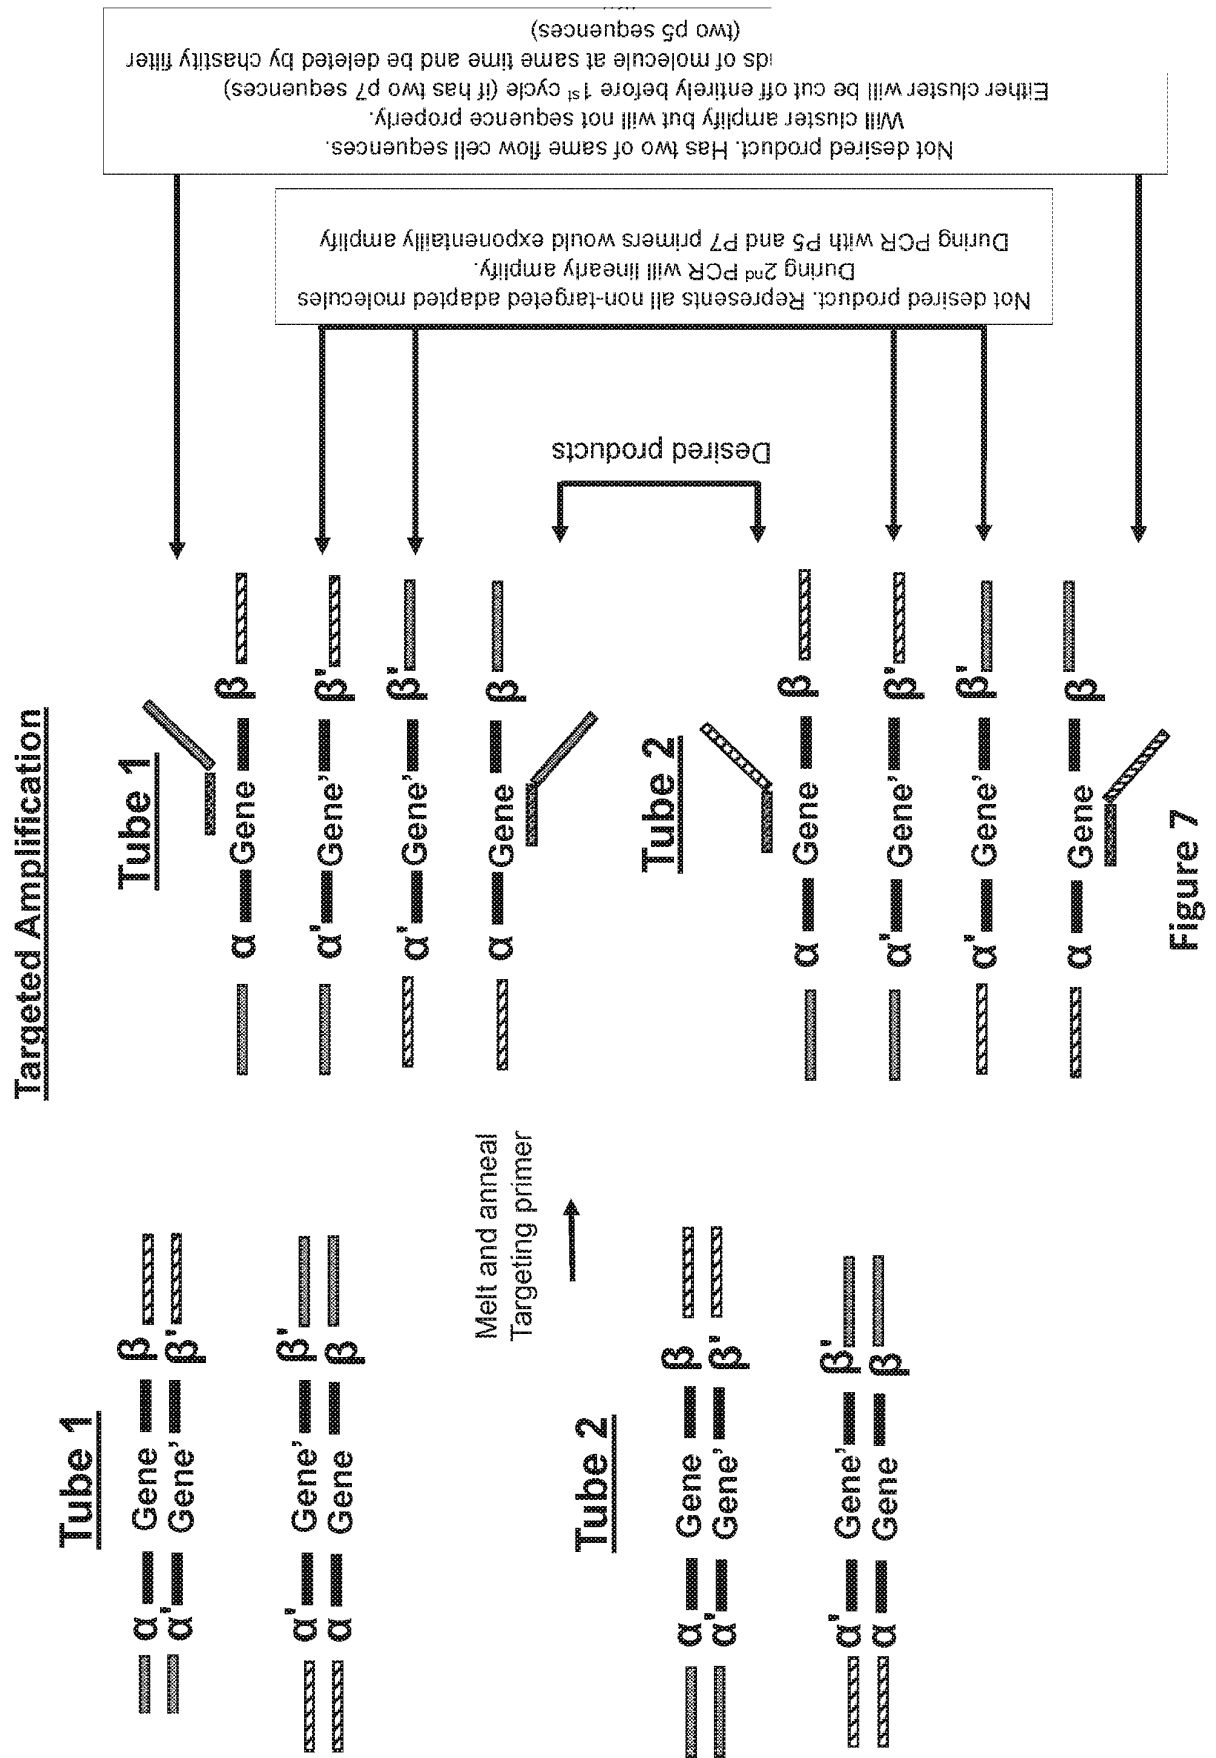 Targeted Amplification
Tube 1
α Gene β
α' Gene' β'
α' Gene' β'
α Gene β
Tube 2
α Gene β
α' Gene' β'
α' Gene' β'
α Gene β
Melt and anneal
Targeting primer
Tube 1
α Gene β
α' Gene' β'
α' Gene' β'
α Gene β
Tube 2
α Gene β
α' Gene' β'
α' Gene' β'
α Gene β
Desired products
Not desired product. Represents all non-targeted adapted molecules
During 2nd PCR will linearly amplify.
During PCR with P5 and P7 primers would exponentailly amplify
Not desired product. Has two of same flow cell sequences.
Will cluster amplify but will not sequence properly.
Either cluster will be cut off entirely before 1st cycle (if has two p7 sequences)
of molecule at same time and be deleted by filter
(two p5 sequences)
Figure 7